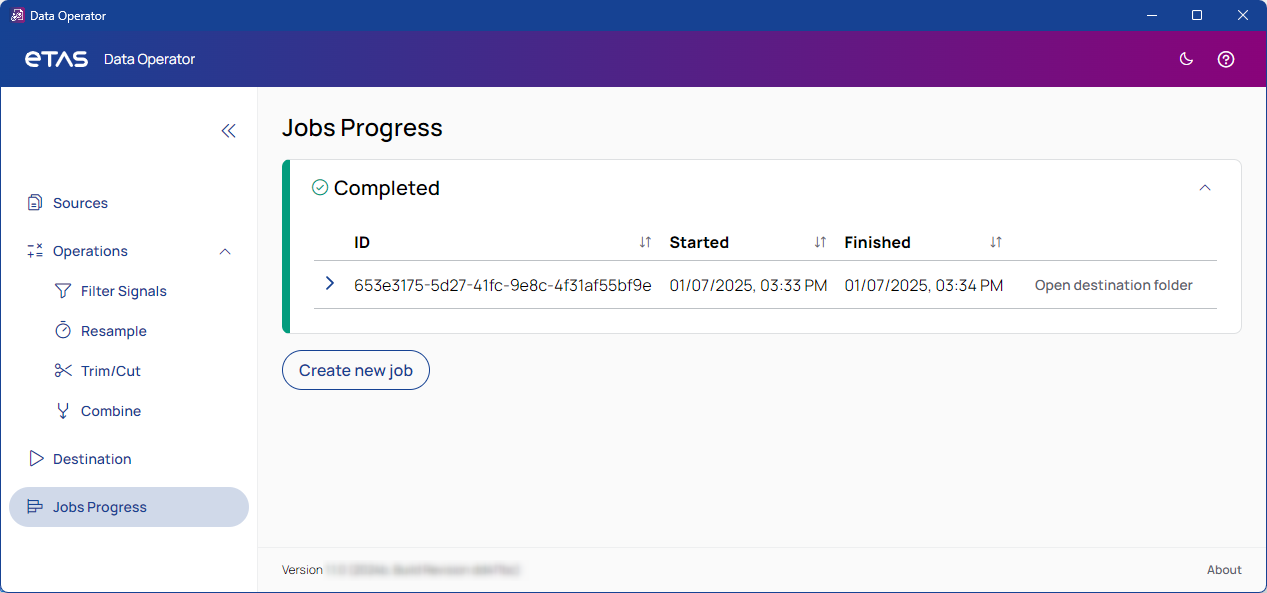 Data Operator
ETAS Data Operator
Jobs Progress
Completed
ID Started Finished
653e3175-5d27-41fc-9e8c-4f31af55bf9e 01/07/2025, 03:33 PM 01/07/2025, 03:34 PM Open destination folder
Create new job
Sources
Operations
Filter Signals
Resample
Trim/Cut
Combine
Destination
Jobs Progress
Version
About